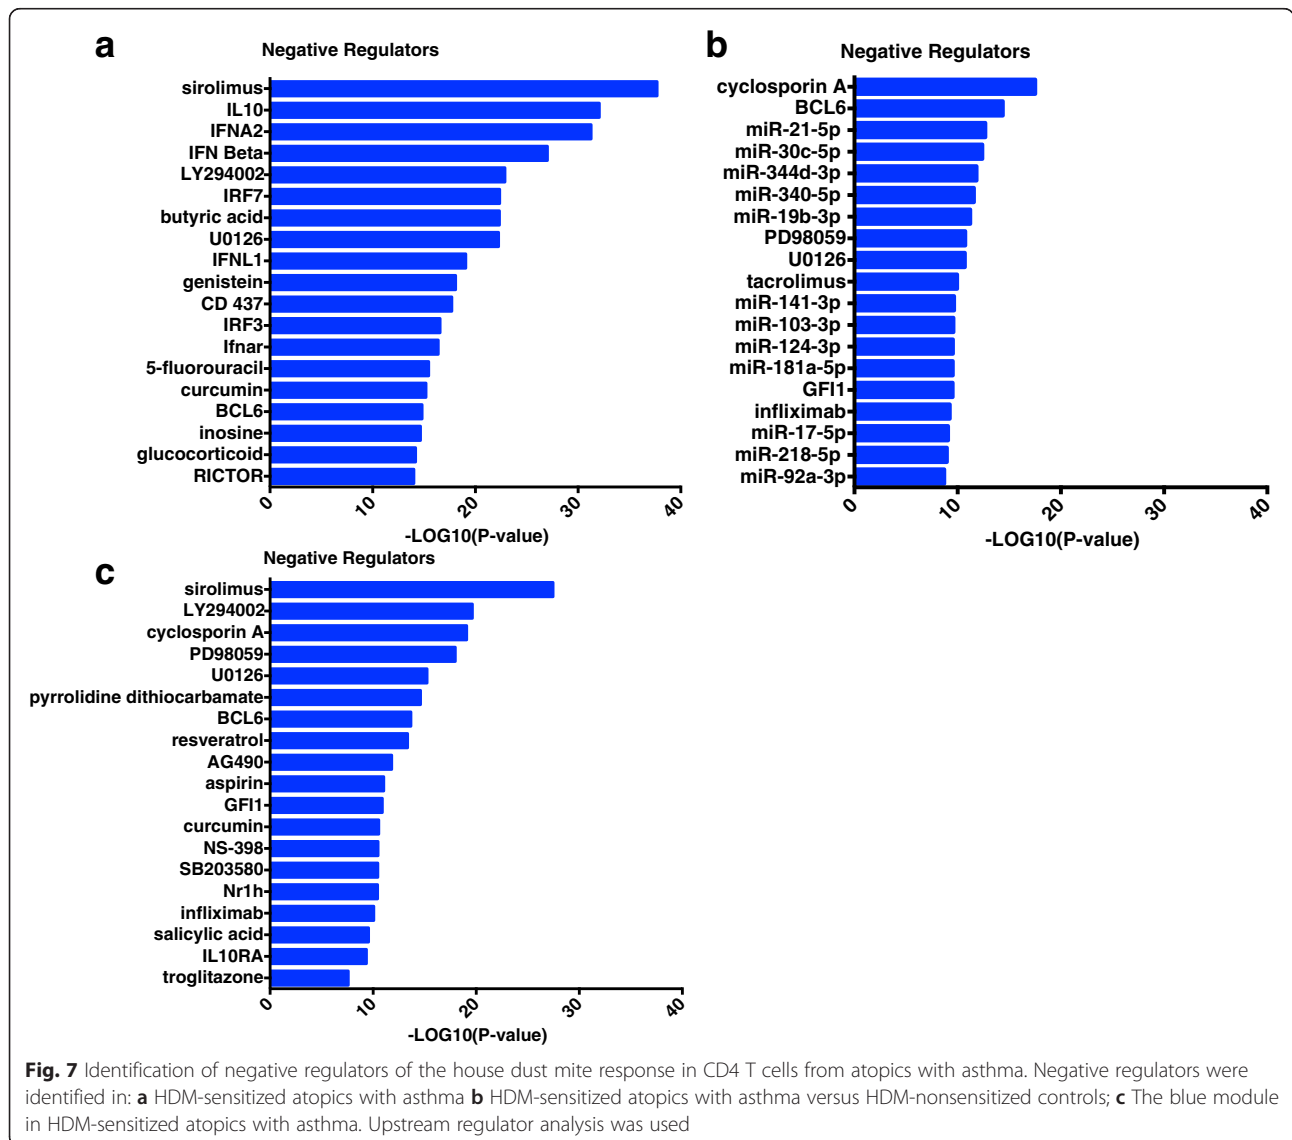 a
Negative Regulators
sirolimus
IL10
IFNA2
IFN Beta
LY294002
IRF7
butyric acid
U0126
IFNL1
genistein
CD 437
IRF3
Ifnar
5-fluorouracil
curcumin
BCL6
inosine
glucocorticoid
RICTOR
0 10 20 30 40
-LOG10(P-value)
b
Negative Regulators
cyclosporin A
BCL6
miR-21-5p
miR-30c-5p
miR-344d-3p
miR-340-5p
miR-19b-3p
PD98059
U0126
tacrolimus
miR-141-3p
miR-103-3p
miR-124-3p
miR-181a-5p
GFI1
infliximab
miR-17-5p
miR-218-5p
miR-92a-3p
0 10 20 30 40
-LOG10(P-value)
c
Negative Regulators
sirolimus
LY294002
cyclosporin A
PD98059
U0126
pyrrolidine dithiocarbamate
BCL6
resveratrol
AG490
aspirin
GFI1
curcumin
NS-398
SB203580
Nr1h
infliximab
salicylic acid
IL10RA
troglitazone
0 10 20 30 40
-LOG10(P-value)
Fig. 7 Identification of negative regulators of the house dust mite response in CD4 T cells from atopics with asthma. Negative regulators were
identified in: a HDM-sensitized atopics with asthma b HDM-sensitized atopics with asthma versus HDM-nonsensitized controls; c The blue module
in HDM-sensitized atopics with asthma. Upstream regulator analysis was used